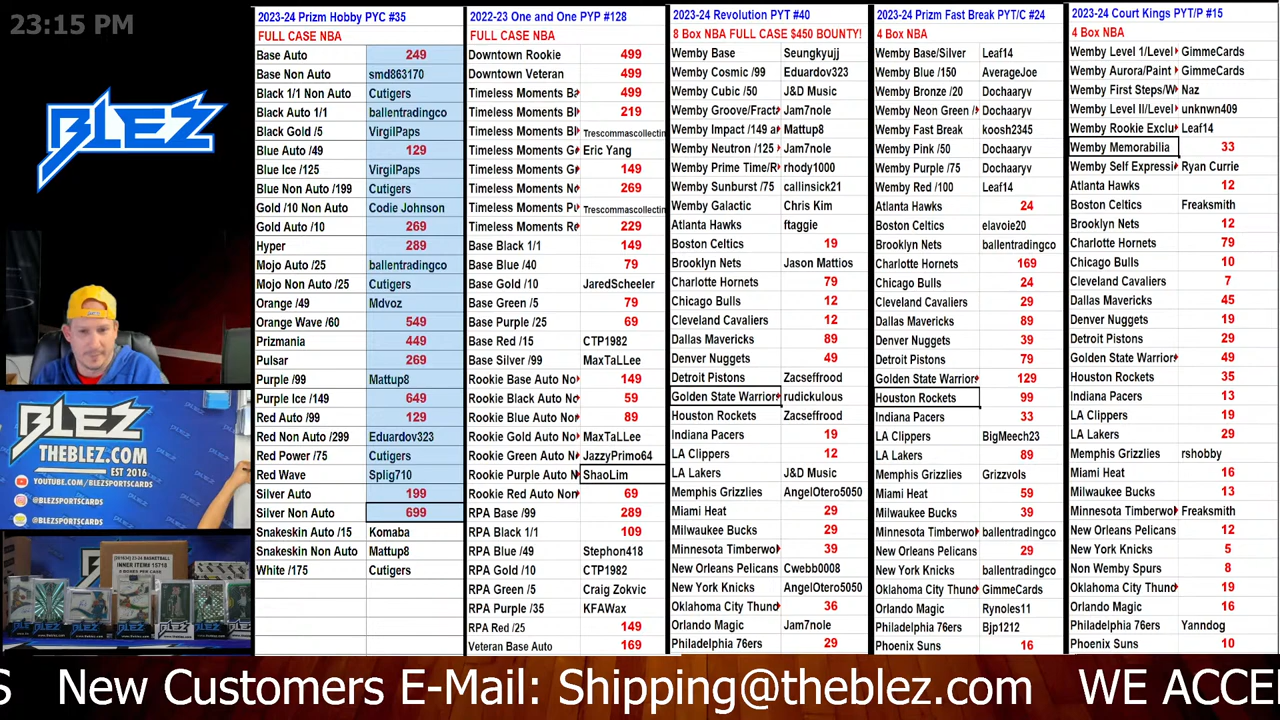 23:15 PM
BLEZ
BLEZ
THEBLEZ.COM
EST 2016
YOUTUBE.COM/BLEZSPORTSCARDS
@BLEZSPORTSCARDS
@BLEZSPORTSCARDS
2023-24 Prizm Hobby PYC #35
FULL CASE NBA
Base Auto 249
Base Non Auto smd863170
Black 1/1 Non Auto Cutigers
Black Auto 1/1 ballentradingco
Black Gold /5 VirgilPaps
Blue Auto /49 129
Blue Ice /125 VirgilPaps
Blue Non Auto /199 Cutigers
Gold /10 Non Auto Codie Johnson
Gold Auto /10 269
Hyper 289
Mojo Auto /25 ballentradingco
Mojo Non Auto /25 Cutigers
Orange /49 Mdvoz
Orange Wave /60 549
Prizmania 449
Pulsar 269
Purple /99 Mattup8
Purple Ice /149 649
Red Auto /99 129
Red Non Auto /299 Eduardov323
Red Power /75 Cutigers
Red Wave Splig710
Silver Auto 199
Silver Non Auto 699
Snakeskin Auto /15 Komaba
Snakeskin Non Auto Mattup8
White /175 Cutigers
2022-23 One and One PYP #128
FULL CASE NBA
Downtown Rookie 499
Downtown Veteran 499
Timeless Moments Ba 499
Timeless Moments Bl 219
Timeless Moments Bl Trescommascollectin
Timeless Moments G Eric Yang
Timeless Moments G 149
Timeless Moments No 269
Timeless Moments Pu Trescommascollectin
Timeless Moments Re 229
Base Black 1/1 149
Base Blue /40 79
Base Gold /10 JaredScheeler
Base Green /5 79
Base Purple /25 69
Base Red /15 CTP1982
Base Silver /99 MaxTaLLee
Rookie Base Auto No 149
Rookie Black Auto No 59
Rookie Blue Auto Non 89
Rookie Gold Auto No MaxTaLLee
Rookie Green Auto No JazzyPrimo64
Rookie Purple Auto N ShaoLim
Rookie Red Auto Non 69
RPA Base /99 289
RPA Black 1/1 109
RPA Blue /49 Stephon418
RPA Gold /10 CTP1982
RPA Green /5 Craig Zokvic
RPA Purple /35 KFAWax
RPA Red /25 149
Veteran Base Auto 169
2023-24 Revolution PYT #40
8 Box NBA FULL CASE $450 BOUNTY!
Wemby Base Seungkyujj
Wemby Cosmic /99 Eduardov323
Wemby Cubic /50 J&D Music
Wemby Groove/Fract Jam7nole
Wemby Impact /149 a Mattup8
Wemby Neutron /125 Jam7nole
Wemby Prime Time/R rhody1000
Wemby Sunburst /75 callinsick21
Wemby Galactic Chris Kim
Atlanta Hawks ftaggie
Boston Celtics 19
Brooklyn Nets Jason Mattios
Charlotte Hornets 79
Chicago Bulls 12
Cleveland Cavaliers 12
Dallas Mavericks 89
Denver Nuggets 49
Detroit Pistons Zacseffrood
Golden State Warrior rudickulous
Houston Rockets Zacseffrood
Indiana Pacers 19
LA Clippers 12
LA Lakers J&D Music
Memphis Grizzlies AngelOtero5050
Miami Heat 29
Milwaukee Bucks 29
Minnesota Timberwo 39
New Orleans Pelicans Cwebb0008
New York Knicks AngelOtero5050
Oklahoma City Thund 36
Orlando Magic Jam7nole
Philadelphia 76ers 29
2023-24 Prizm Fast Break PYT/C #24
4 Box NBA
Wemby Base/Silver Leaf14
Wemby Blue /150 AverageJoe
Wemby Bronze /20 Dochaaryv
Wemby Neon Green / Dochaaryv
Wemby Fast Break koosh2345
Wemby Pink /50 Dochaaryv
Wemby Purple /75 Dochaaryv
Wemby Red /100 Leaf14
Atlanta Hawks 24
Boston Celtics elavoie20
Brooklyn Nets ballentradingco
Charlotte Hornets 169
Chicago Bulls 24
Cleveland Cavaliers 29
Dallas Mavericks 89
Denver Nuggets 39
Detroit Pistons 79
Golden State Warrior 129
Houston Rockets 99
Indiana Pacers 33
LA Clippers BigMeech23
LA Lakers 89
Memphis Grizzlies Grizzvols
Miami Heat 59
Milwaukee Bucks 39
Minnesota Timberwo ballentradingco
New Orleans Pelicans 29
New York Knicks ballentradingco
Oklahoma City Thund GimmeCards
Orlando Magic Rynoles11
Philadelphia 76ers Bjp1212
Phoenix Suns 16
2023-24 Court Kings PYT/P #15
4 Box NBA
Wemby Level 1/Level GimmeCards
Wemby Aurora/Paint GimmeCards
Wemby First Steps/W Naz
Wemby Level II/Level unknwn409
Wemby Rookie Exclu Leaf14
Wemby Memorabilia 33
Wemby Self Expressi Ryan Currie
Atlanta Hawks 12
Boston Celtics Freaksmith
Brooklyn Nets 12
Charlotte Hornets 79
Chicago Bulls 10
Cleveland Cavaliers 7
Dallas Mavericks 45
Denver Nuggets 19
Detroit Pistons 29
Golden State Warrior 49
Houston Rockets 35
Indiana Pacers 13
LA Clippers 19
LA Lakers 29
Memphis Grizzlies rshobby
Miami Heat 16
Milwaukee Bucks 13
Minnesota Timberwo Freaksmith
New Orleans Pelicans 12
New York Knicks 5
Non Wemby Spurs 8
Oklahoma City Thund 19
Orlando Magic 16
Philadelphia 76ers Yanndog
Phoenix Suns 10
S New Customers E-Mail: Shipping@theblez.com WE ACCE